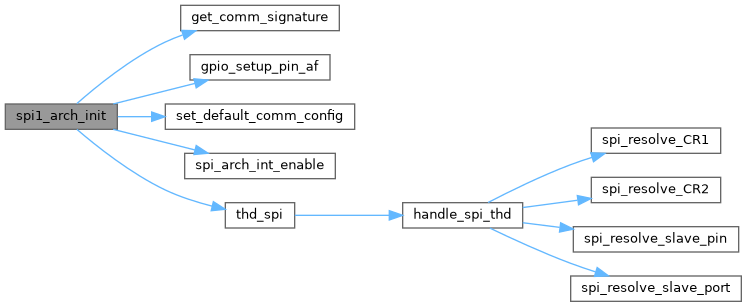 get_comm_signature
gpio_setup_pin_af
spi1_arch_init
set_default_comm_config
spi_arch_int_enable
thd_spi
handle_spi_thd
spi_resolve_CR1
spi_resolve_CR2
spi_resolve_slave_pin
spi_resolve_slave_port